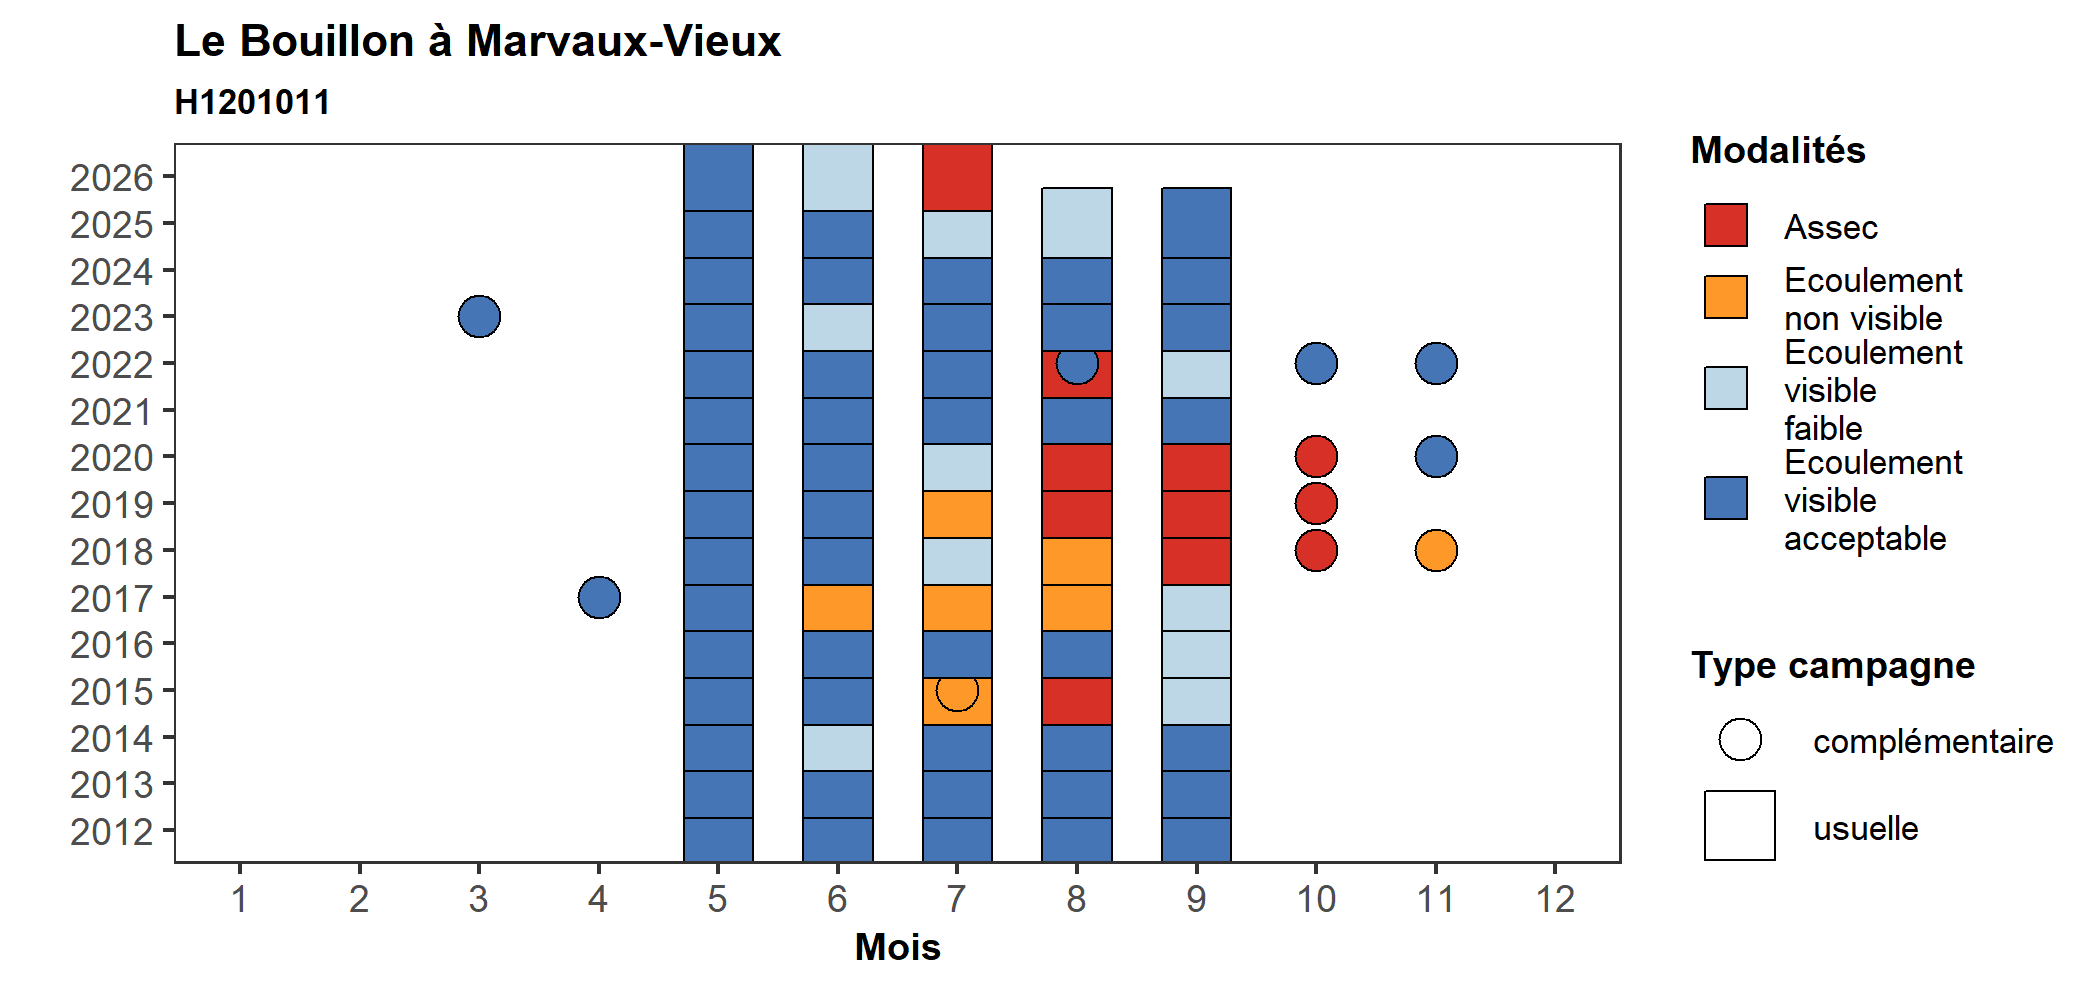 Le Bouillon à Marvaux-Vieux
H1201011
2026
2025
2024
2023
2022
2021
2020
2019
2018
2017
2016
2015
2014
2013
2012
1 2 3 4 5 6 7 8 9 10 11 12
Mois
Modalités
Assec
Ecoulement
non visible
Ecoulement
visible
faible
Ecoulement
visible
acceptable
Type campagne
complémentaire
usuelle